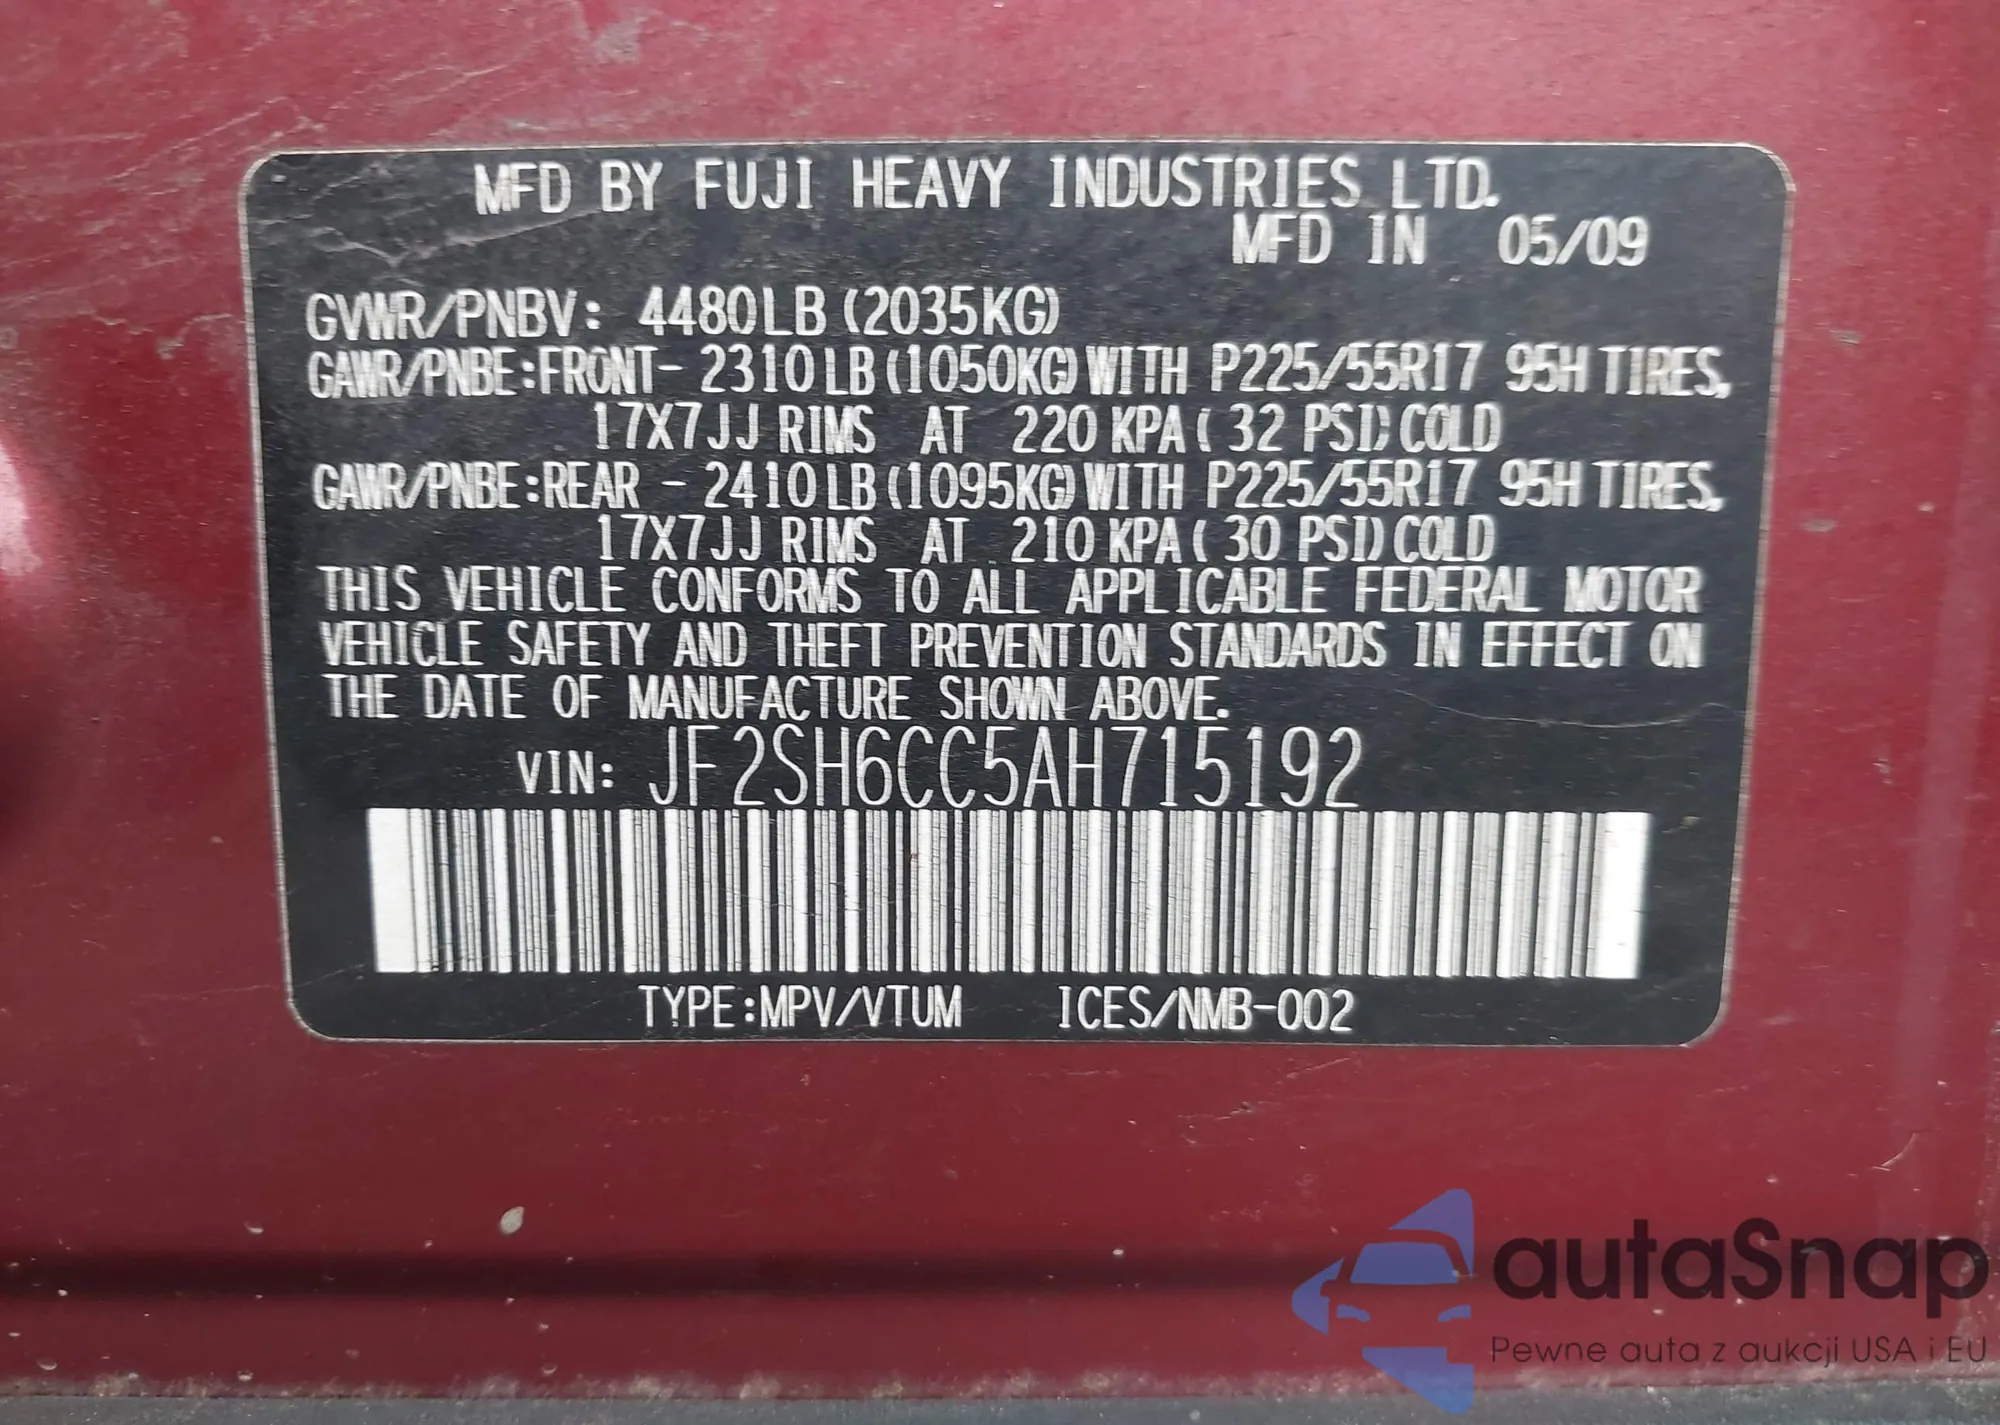 MFD BY FUJI HEAVY INDUSTRIES LTD.
MFD IN 05/09
GVWR/PNBV: 4480LB (2035KG)
GAWR/PNBE:FRONT- 2310LB (1050KG) WITH P225/55R17 95H TIRES,
17X7JJ RIMS AT 220 KPA ( 32 PSI) COLD
GAWR/PNBE:REAR - 2410LB (1095KG) WITH P225/55R17 95H TIRES,
17X7JJ RIMS AT 210 KPA ( 30 PSI) COLD
THIS VEHICLE CONFORMS TO ALL APPLICABLE FEDERAL MOTOR
VEHICLE SAFETY AND THEFT PREVENTION STANDARDS IN EFFECT ON
THE DATE OF MANUFACTURE SHOWN ABOVE.
VIN: JF2SH6CC5AH715192
TYPE:MPV/VTUM ICES/NMB-002
autaSnap
Pewne auta z aukcji USA i EU